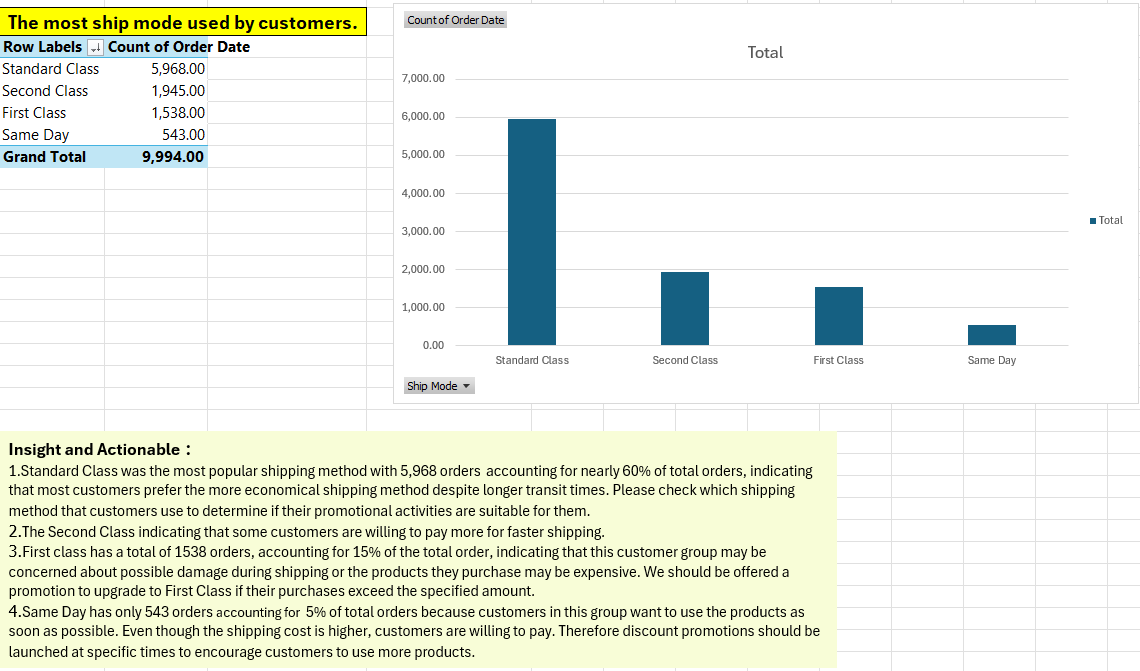 The most ship mode used by customers.
Row Labels Count of Order Date
Standard Class 5,968.00
Second Class 1,945.00
First Class 1,538.00
Same Day 543.00
Grand Total 9,994.00
Count of Order Date
Total
7,000.00
6,000.00
5,000.00
4,000.00
3,000.00
2,000.00
1,000.00
0.00
Standard Class Second Class First Class Same Day
Total
Ship Mode
Insight and Actionable :
1.Standard Class was the most popular shipping method with 5,968 orders accounting for nearly 60% of total orders, indicating
that most customers prefer the more economical shipping method despite longer transit times. Please check which shipping
method that customers use to determine if their promotional activities are suitable for them.
2.The Second Class indicating that some customers are willing to pay more for faster shipping.
3.First class has a total of 1538 orders, accounting for 15% of the total order, indicating that this customer group may be
concerned about possible damage during shipping or the products they purchase may be expensive. We should be offered a
promotion to upgrade to First Class if their purchases exceed the specified amount.
4.Same Day has only 543 orders accounting for 5% of total orders because customers in this group want to use the products as
soon as possible. Even though the shipping cost is higher, customers are willing to pay. Therefore discount promotions should be
launched at specific times to encourage customers to use more products.